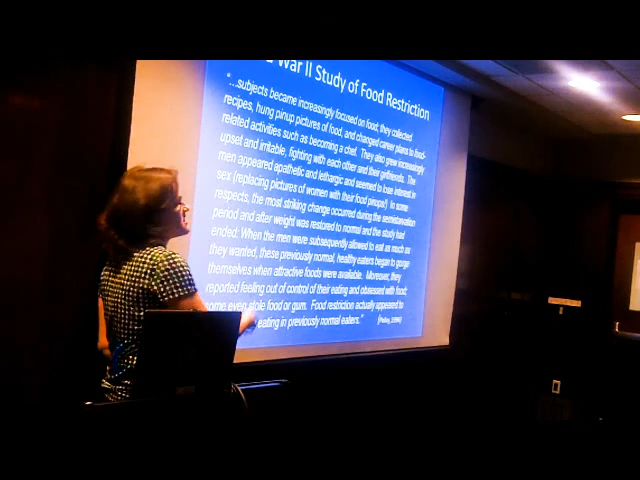 War II Study of Food Restriction
"...subjects became increasingly focused on food; they collected
recipes, hung pinup pictures of food, and changed career plans to food-
related activities such as becoming a chef. They also grew increasingly
upset and irritable, fighting with each other and their girlfriends. The
men appeared apathetic and lethargic and seemed to lose interest in
sex (replacing pictures of women with their food pinups!) In some
respects, the most striking change occurred during the semistarvation
period and after weight was restored to normal and the study had
ended: When the men were subsequently allowed to eat as much as
they wanted, these previously normal, healthy eaters began to gorge
themselves when attractive foods were available. Moreover, they
reported feeling out of control of their eating and obsessed with food;
some even stole food or gum. Food restriction actually appeared to
eating in previously normal eaters."